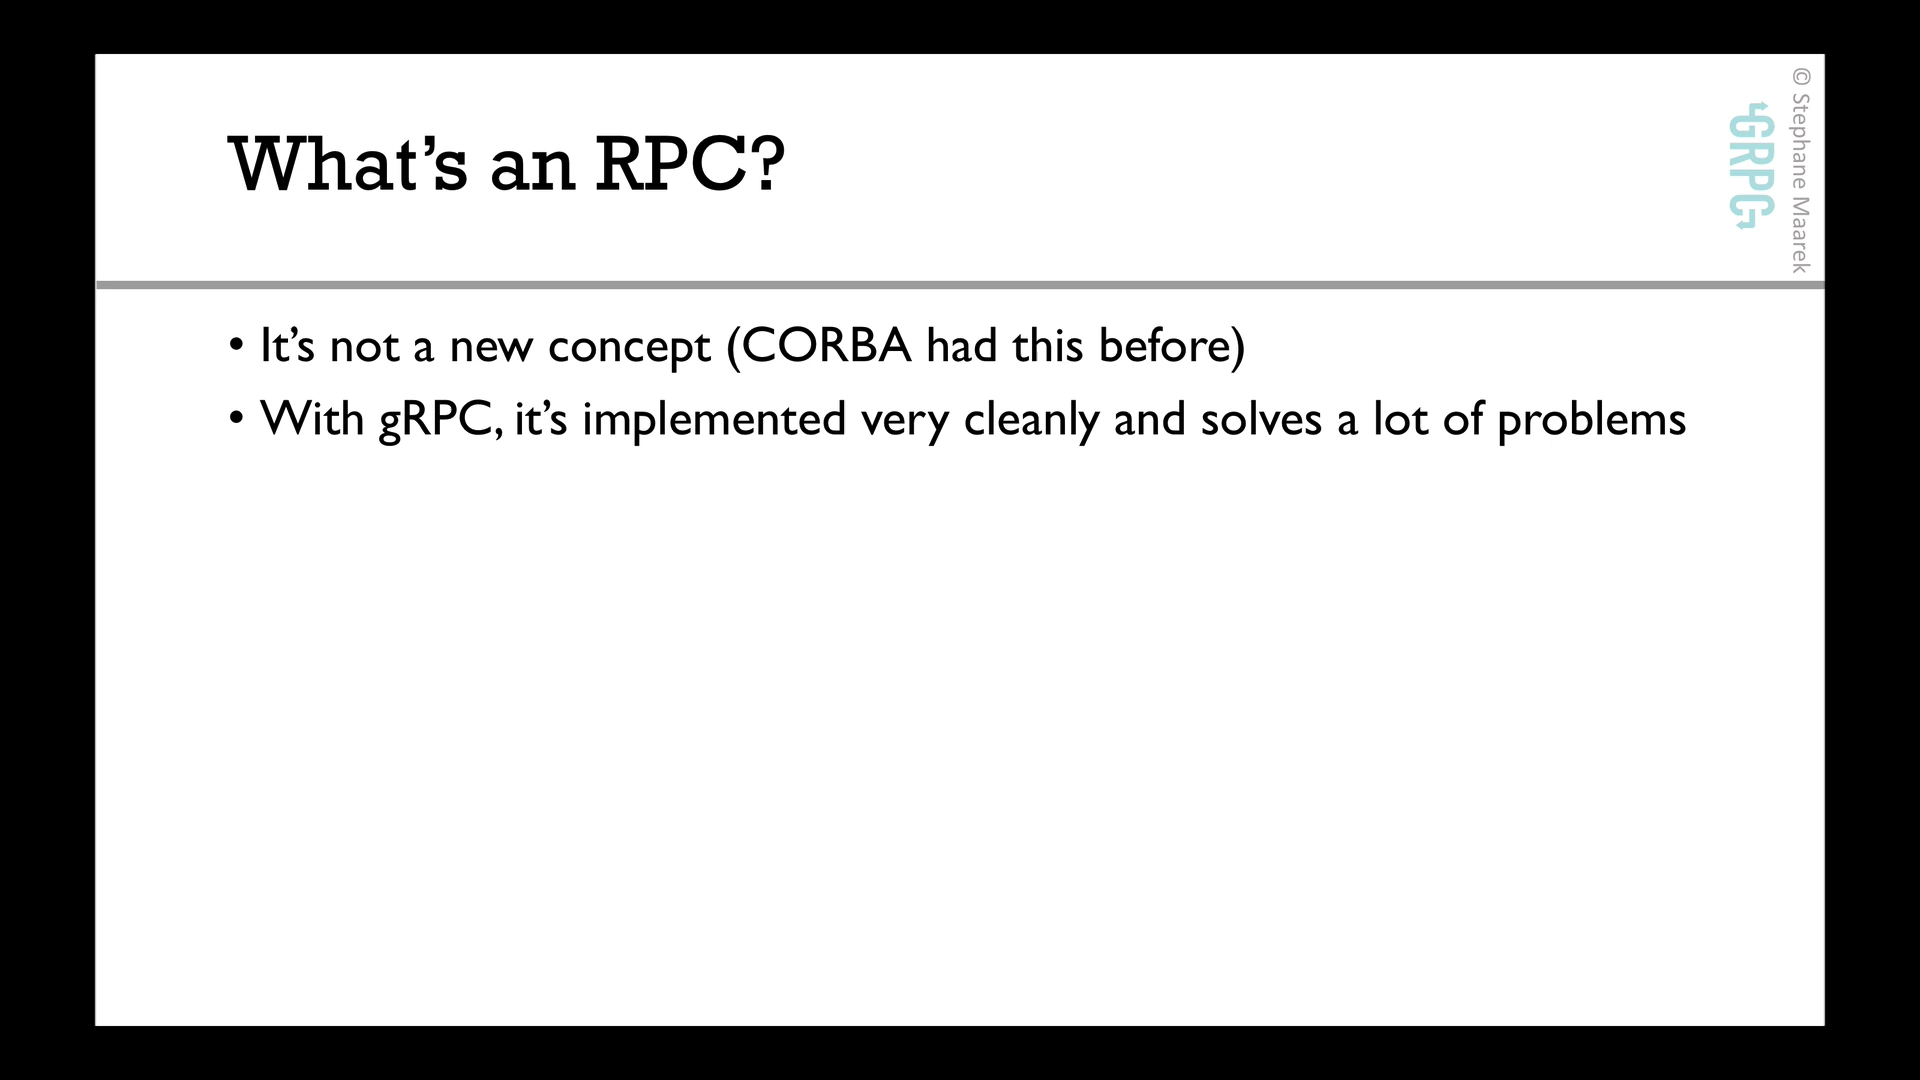 What’s an RPC?
© Stephane Maarek
GRPC
• It’s not a new concept (CORBA had this before)
• With gRPC, it’s implemented very cleanly and solves a lot of problems